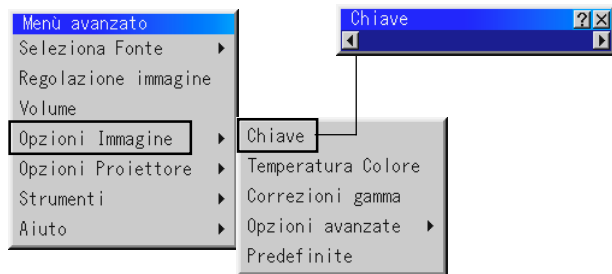 Menù avanzato
Seleziona Fonte
Regolazione immagine
Volume
Opzioni Immagine
Opzioni Proiettore
Strumenti
Aiuto
Chiave
Temperatura Colore
Correzioni gamma
Opzioni avanzate
Predefinite
Chiave ? X